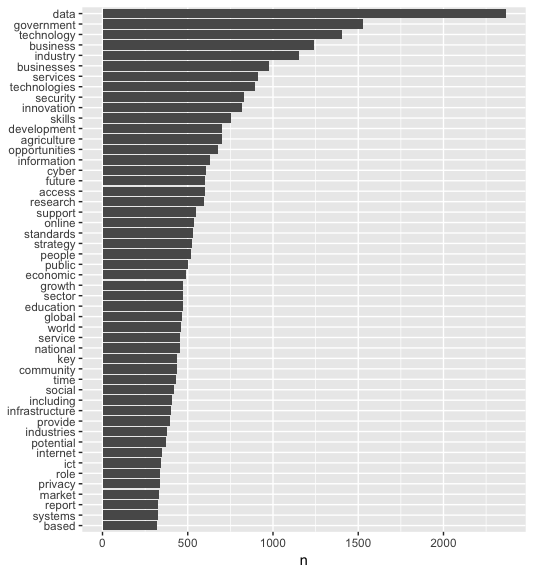 data
government
technology
business
industry
businesses
services
technologies
security
innovation
skills
development
agriculture
opportunities
information
cyber
future
access
research
support
online
standards
strategy
people
public
economic
growth
sector
education
global
world
service
national
key
community
time
social
including
infrastructure
provide
industries
potential
internet
ict
role
privacy
market
report
systems
based
0 500 1000 1500 2000
n